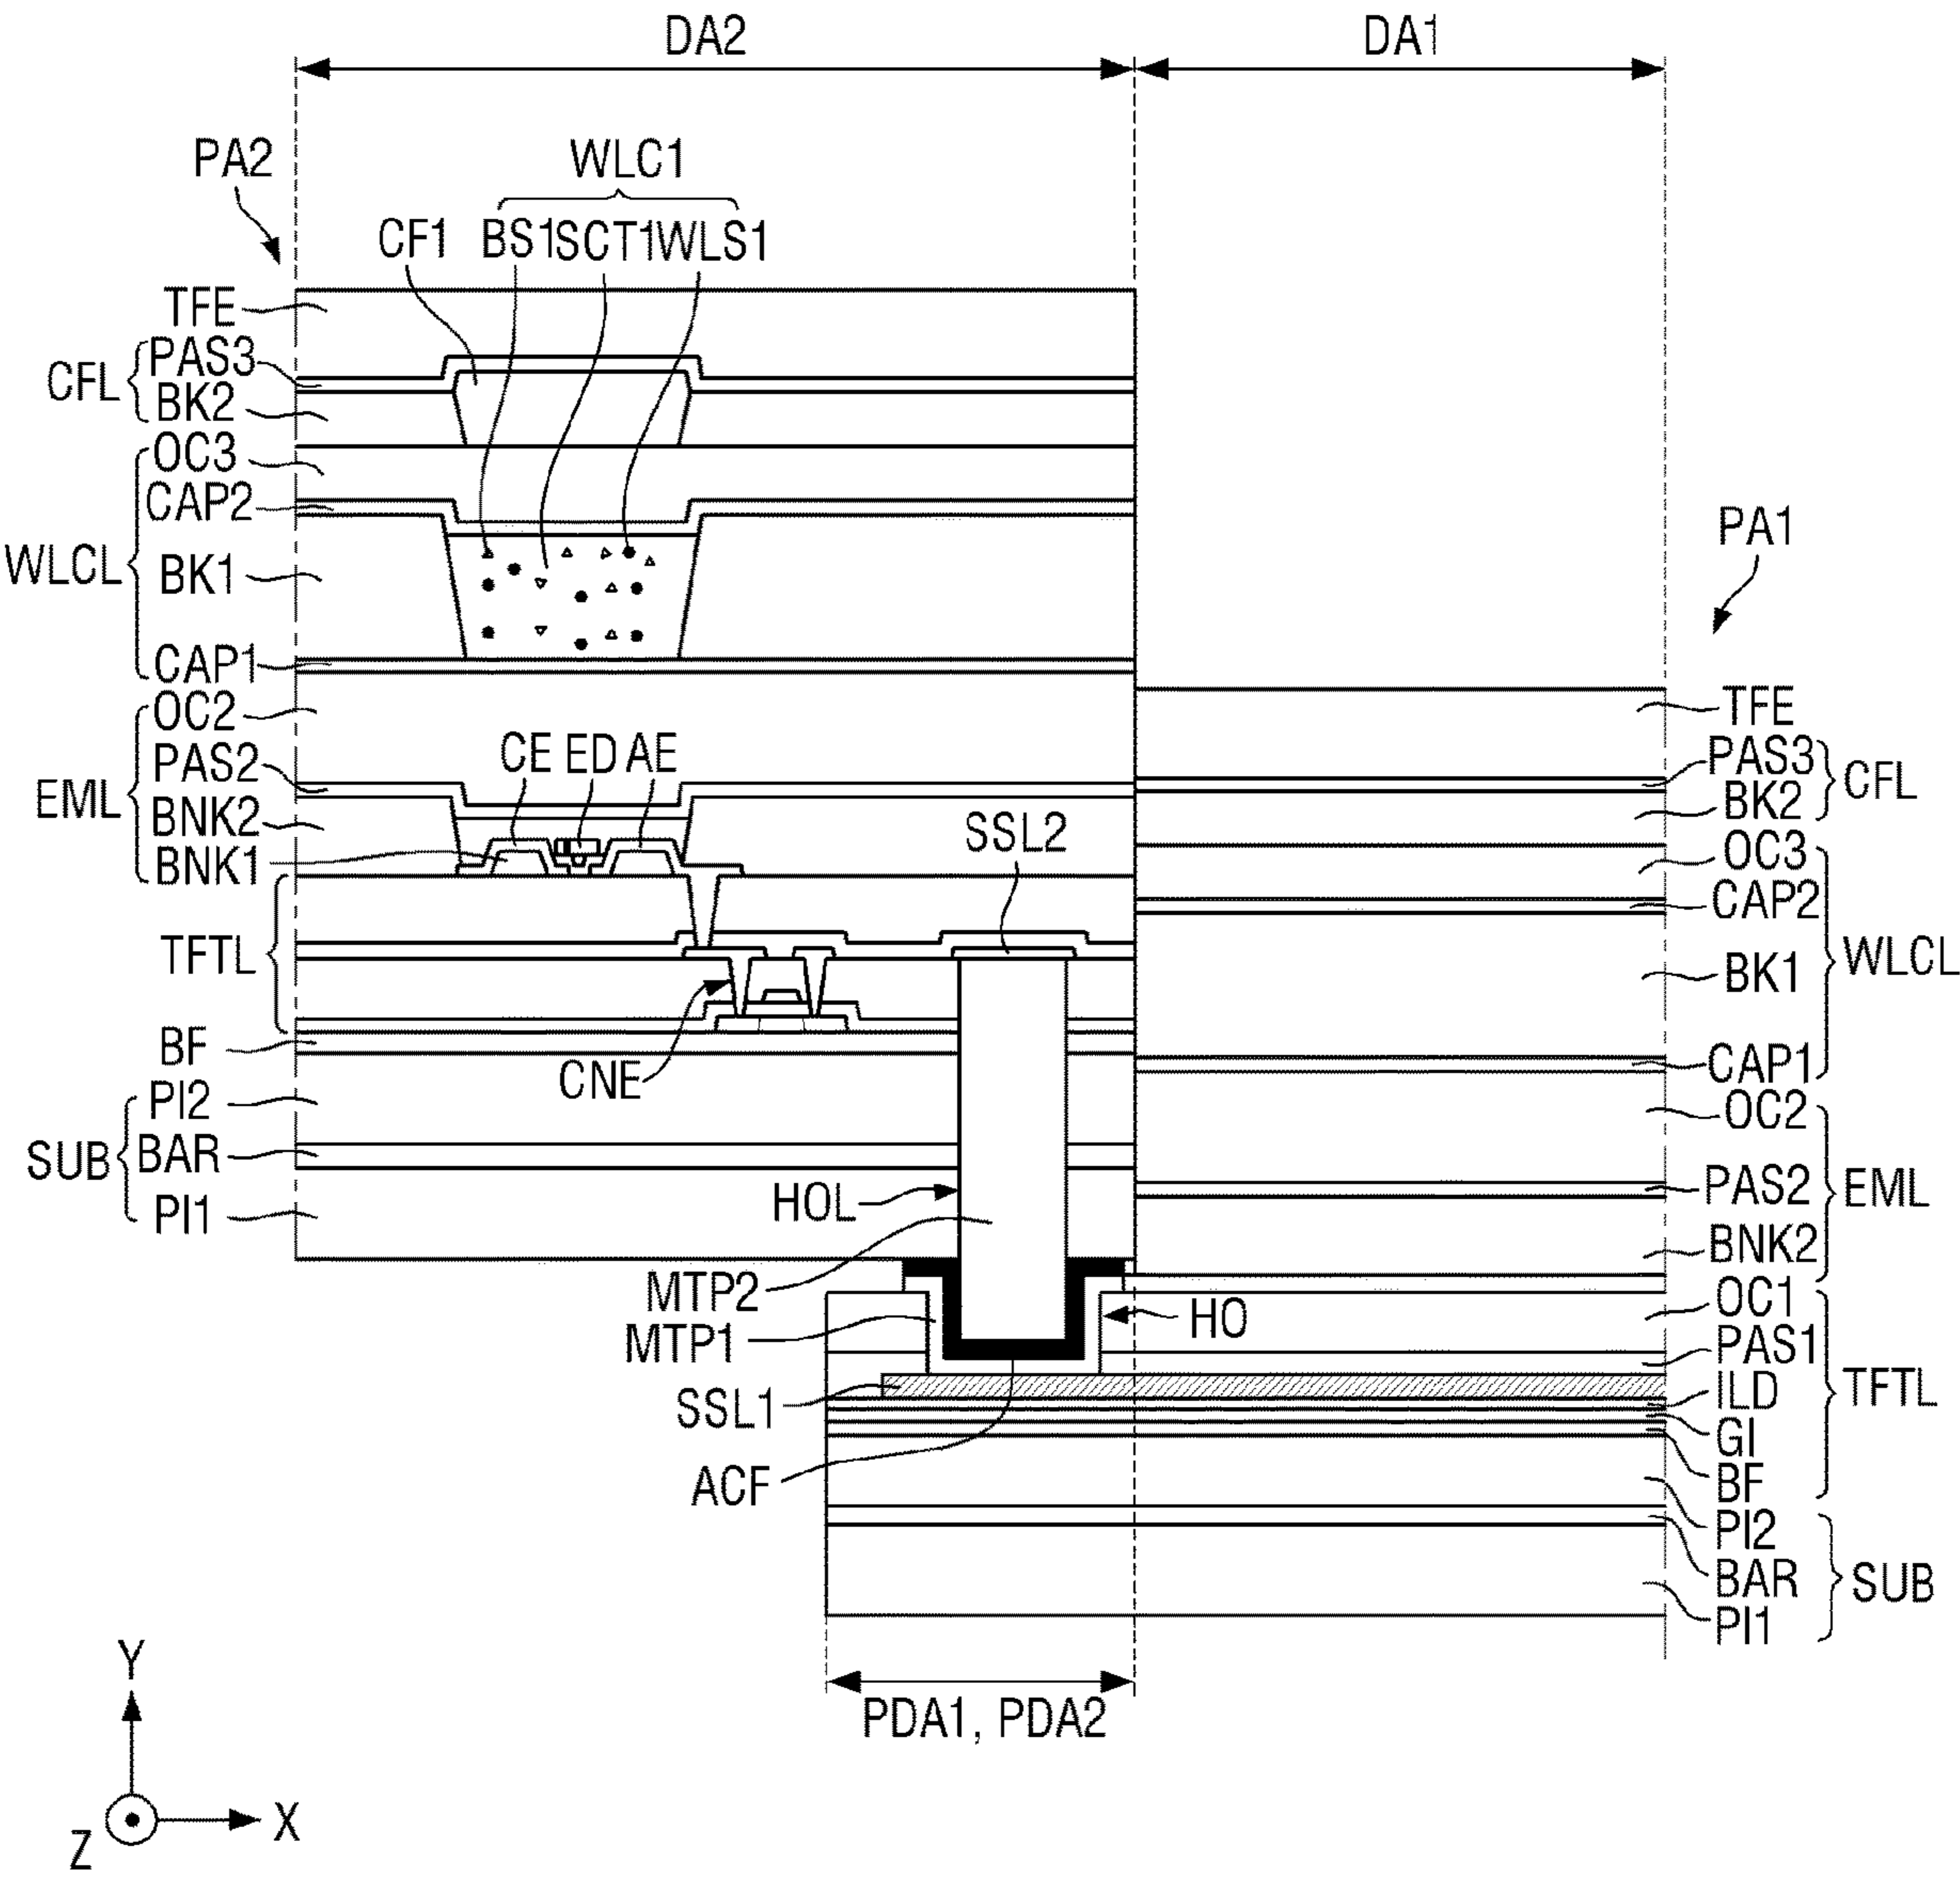 DA2 DA1
PA2
WLC1
CF1 BS1 SCT1 WLS1
TFE
CFL PAS3
BK2
OC3
CAP2
WLCL BK1
CAP1
OC2
PAS2
EML
BNK2
BNK1
CE ED AE
SSL2
TFTL
BF
CNE
PI2
SUB BAR
PI1
HOL
MTP2
MTP1
HO
SSL1
ACF
PA1
TFE
PAS3
CFL
BK2
OC3
CAP2
WLCL
BK1
CAP1
OC2
PAS2 EML
BNK2
OC1
PAS1
TFTL
ILD
GI
BF
PI2
BAR SUB
PI1
PDA1, PDA2
Y
X
Z